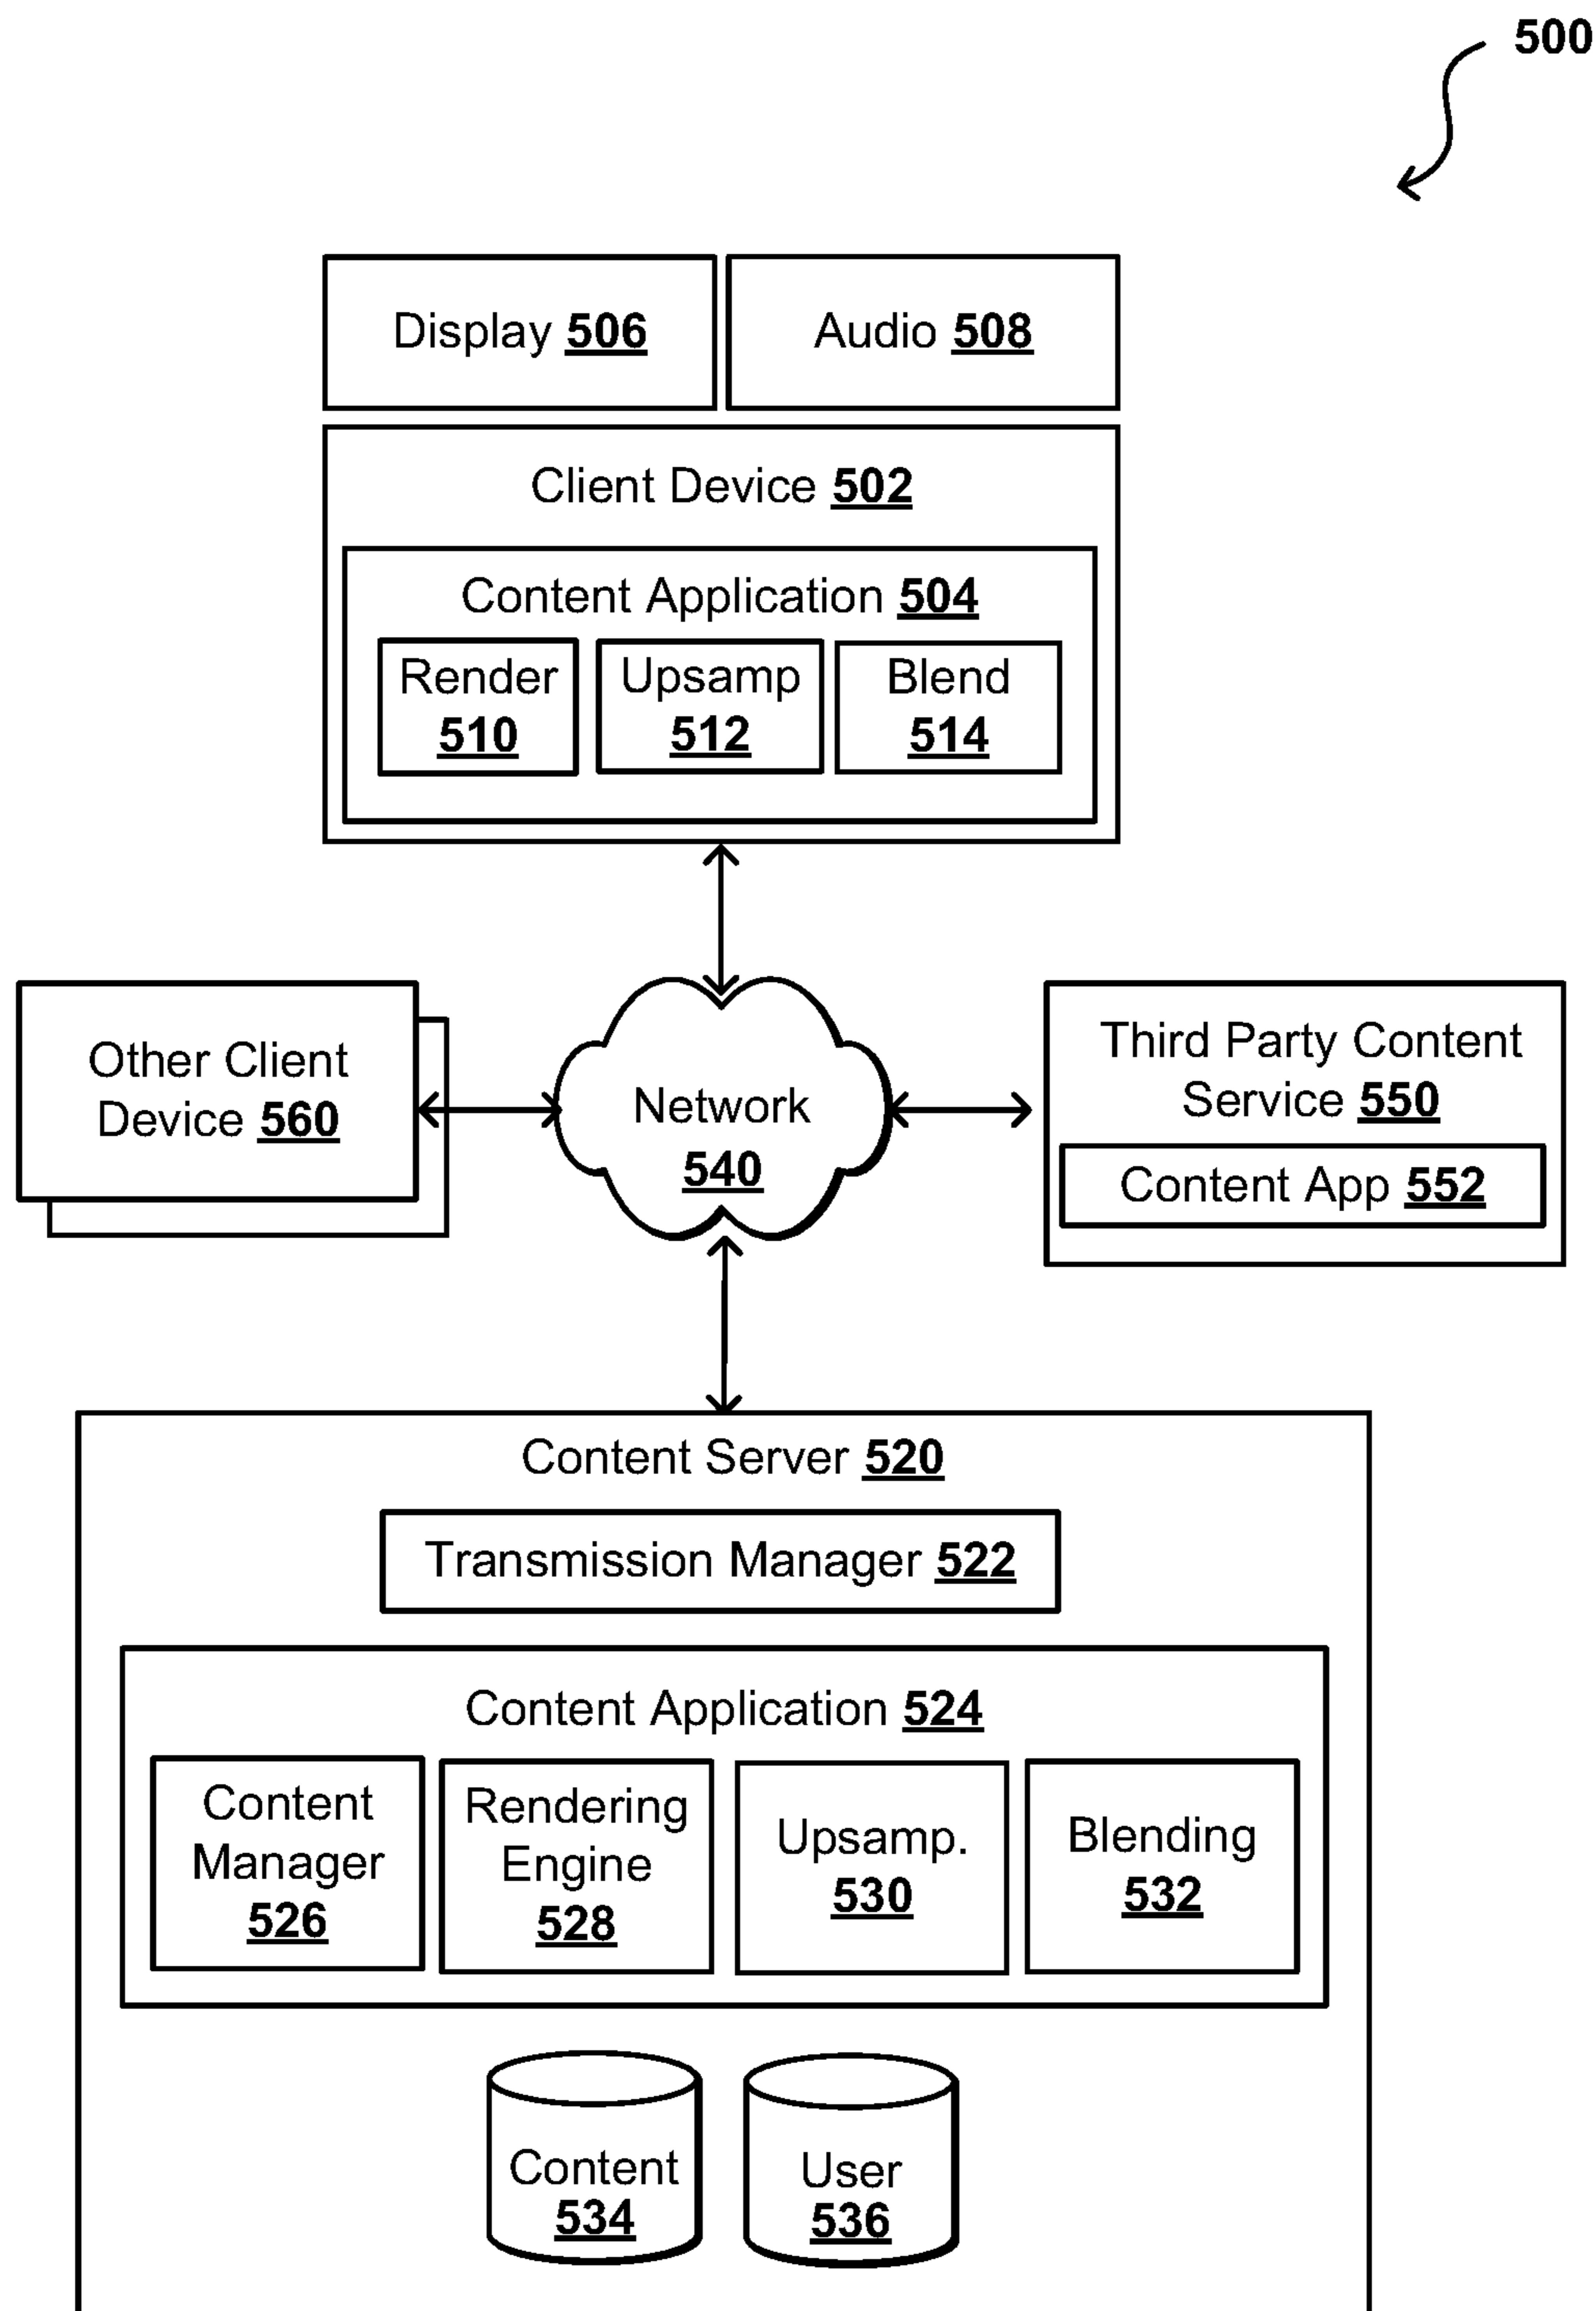 500
Display 506
Audio 508
Client Device 502
Content Application 504
Render
510
Upsamp
512
Blend
514
Other Client
Device 560
Network
540
Third Party Content
Service 550
Content App 552
Content Server 520
Transmission Manager 522
Content Application 524
Content
Manager
526
Rendering
Engine
528
Upsamp.
530
Blending
532
Content
534
User
536